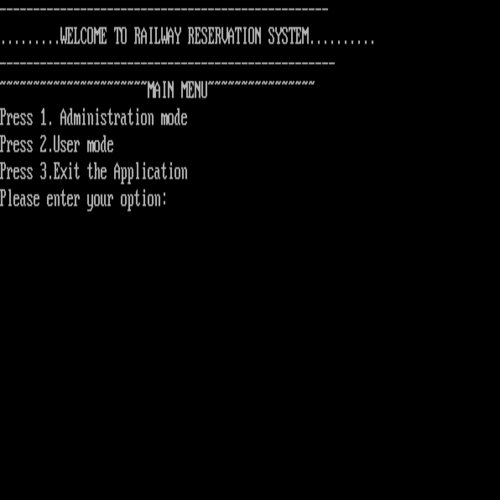 -------------------------------------------------
.........WELCOME TO RAILWAY RESERVATION SYSTEM..........
--------------------------------------------------
~~~~~~~~~~~~~~~~~~~~~~MAIN MENU~~~~~~~~~~~~~~~~
Press 1. Administration mode
Press 2.User mode
Press 3.Exit the Application
Please enter your option: